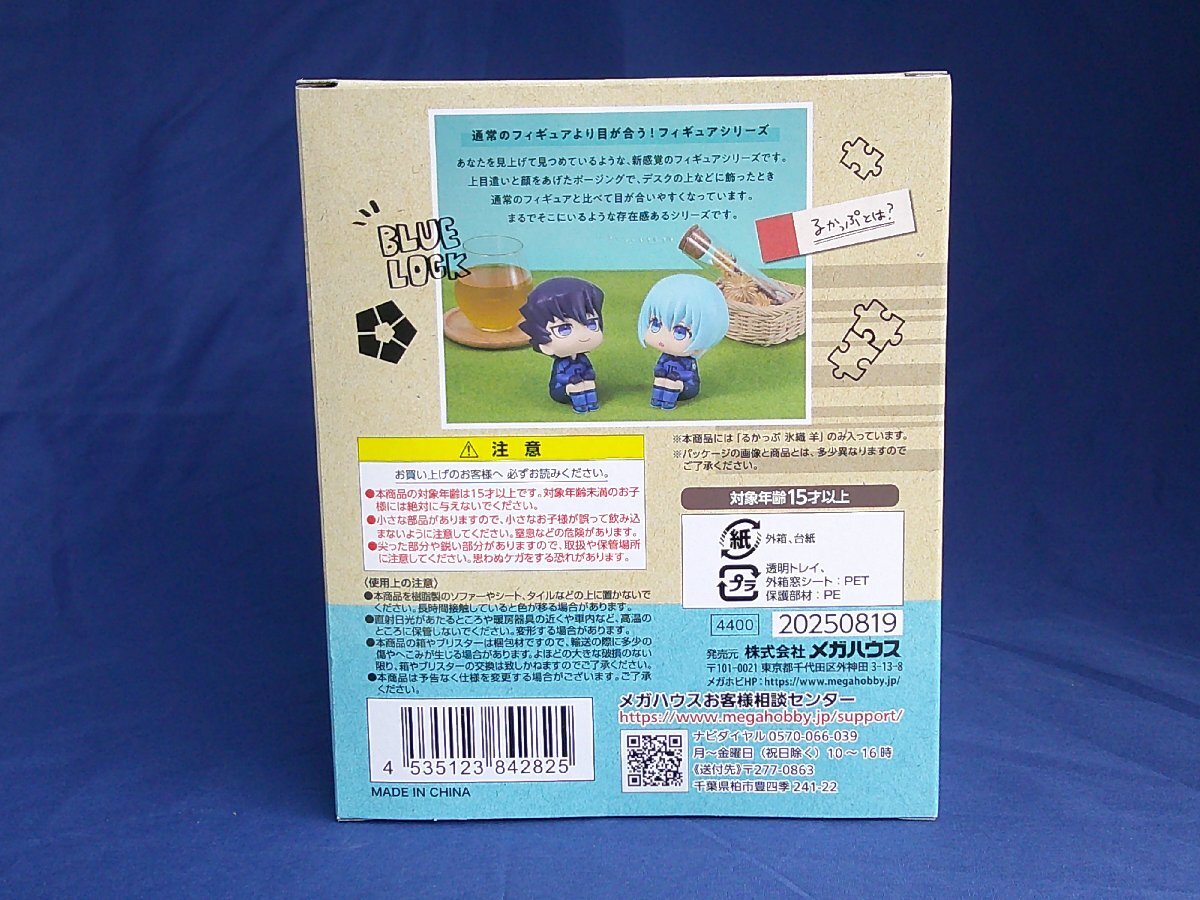 通常のフィギュアより目が合う!フィギュアシリーズ
あなたを見上げて見つめているような、新感覚のフィギュアシリーズです。
上目遣いと顔をあげたポージングで、デスクの上などに飾ったとき
通常のフィギュアと比べて目が合いやすくなっています。
まるでそこにいるような存在感あるシリーズです。
るかっぷとは?
BLUE
LOCK
⚠ 注意
お買い上げのお客様へ 必ずお読みください。
●本商品の対象年齢は15才以上です。対象年齢未満のお子
様には絶対に与えないでください。
●小さな部品がありますので、小さなお子様が誤って飲み込
まないように注意してください。窒息などの危険があります。
●尖った部分や鋭い部分がありますので、取扱や保管場所
に注意してください。思わぬケガをする恐れがあります。
〈使用上の注意〉
●本商品を樹脂製のソファーやシート、タイルなどの上に置かないで
ください。長時間接触していると色が移る場合があります。
●直射日光があたるところや暖房器具の近くや車内など、高温の
ところに保管しないでください。変形する場合があります。
●本商品の箱やブリスターは梱包材ですので、輸送の際に多少の
傷やへこみが生じる場合があります。よほどの大きな破損のない
限り、箱やブリスターの交換は致しかねますのでご了承ください。
●本商品は予告なく仕様を変更する場合がございます。ご了
承ください。
4 535123 842825
MADE IN CHINA
※本商品には「るかっぷ 氷織 羊」のみ入っています。
※パッケージの画像と商品とは、多少異なりますので
ご了承ください。
対象年齢15才以上
紙 外箱、台紙
プラ 透明トレイ、
外箱窓シート:PET
保護部材:PE
4400 20250819
発売元 株式会社 メガハウス
〒101-0021 東京都千代田区外神田 3-13-8
メガホビHP:https://www.megahobby.jp/
メガハウスお客様相談センター
https://www.megahobby.jp/support/
ナビダイヤル 0570-066-039
月～金曜日(祝日除く)10～16時
《送付先》〒277-0863
千葉県柏市豊四季 241-22